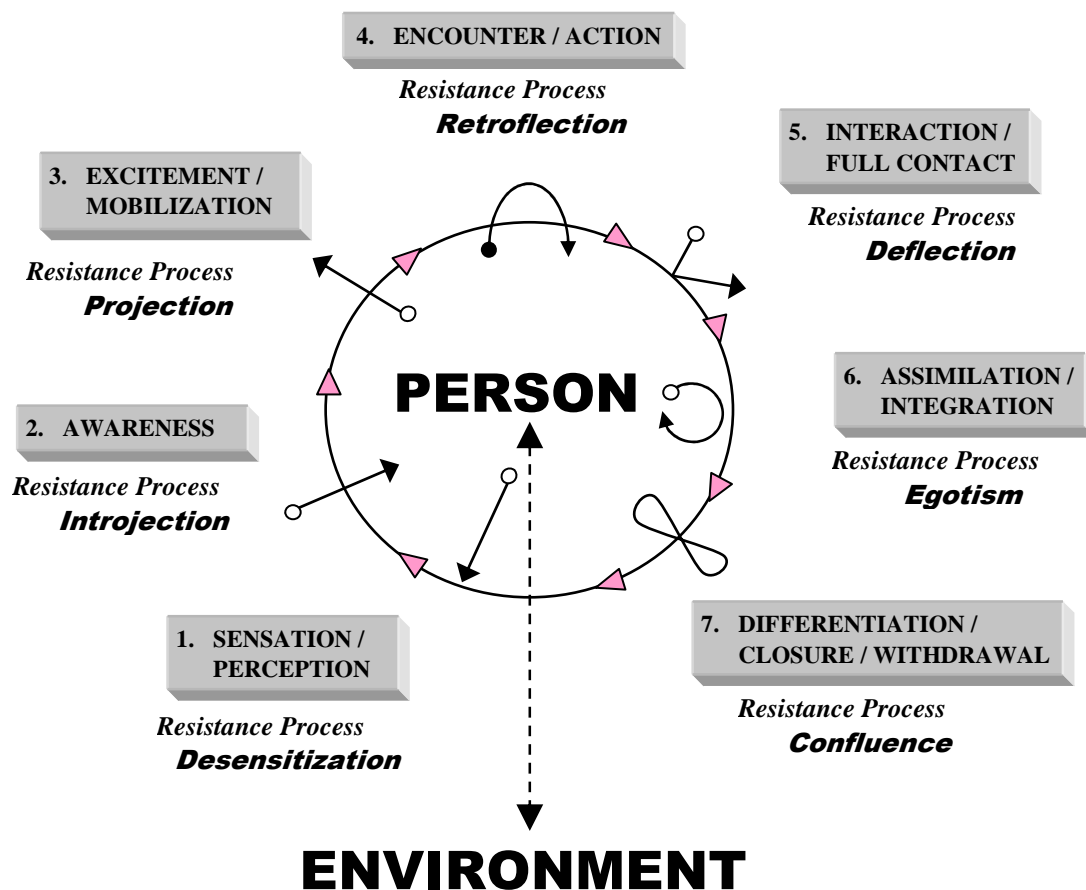 4. ENCOUNTER / ACTION
Resistance Process
Retroflection
5. INTERACTION /
FULL CONTACT
Resistance Process
Deflection
3. EXCITEMENT /
MOBILIZATION
Resistance Process
Projection
PERSON
6. ASSIMILATION /
INTEGRATION
Resistance Process
Egotism
2. AWARENESS
Resistance Process
Introjection
1. SENSATION /
PERCEPTION
Resistance Process
Desensitization
7. DIFFERENTIATION /
CLOSURE / WITHDRAWAL
Resistance Process
Confluence
ENVIRONMENT